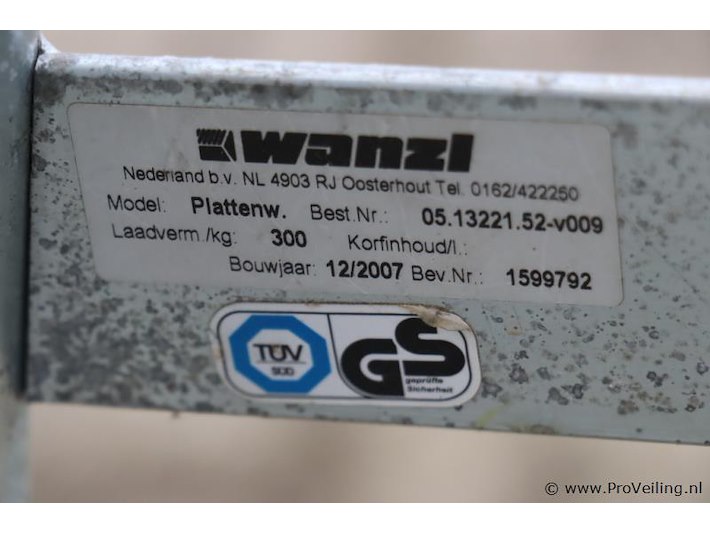 wanzl
Nederland b.v. NL 4903 RJ Oosterhout Tel. 0162/422250
Model: Plattenw. Best.Nr.: 05.13221.52-v009
Laadverm./kg: 300 Korfinhoud/l.:
Bouwjaar: 12/2007 Bev.Nr.: 1599792
TÜV
SÜD
GS
geprüfte
Sicherheit
© www.ProVeiling.nl